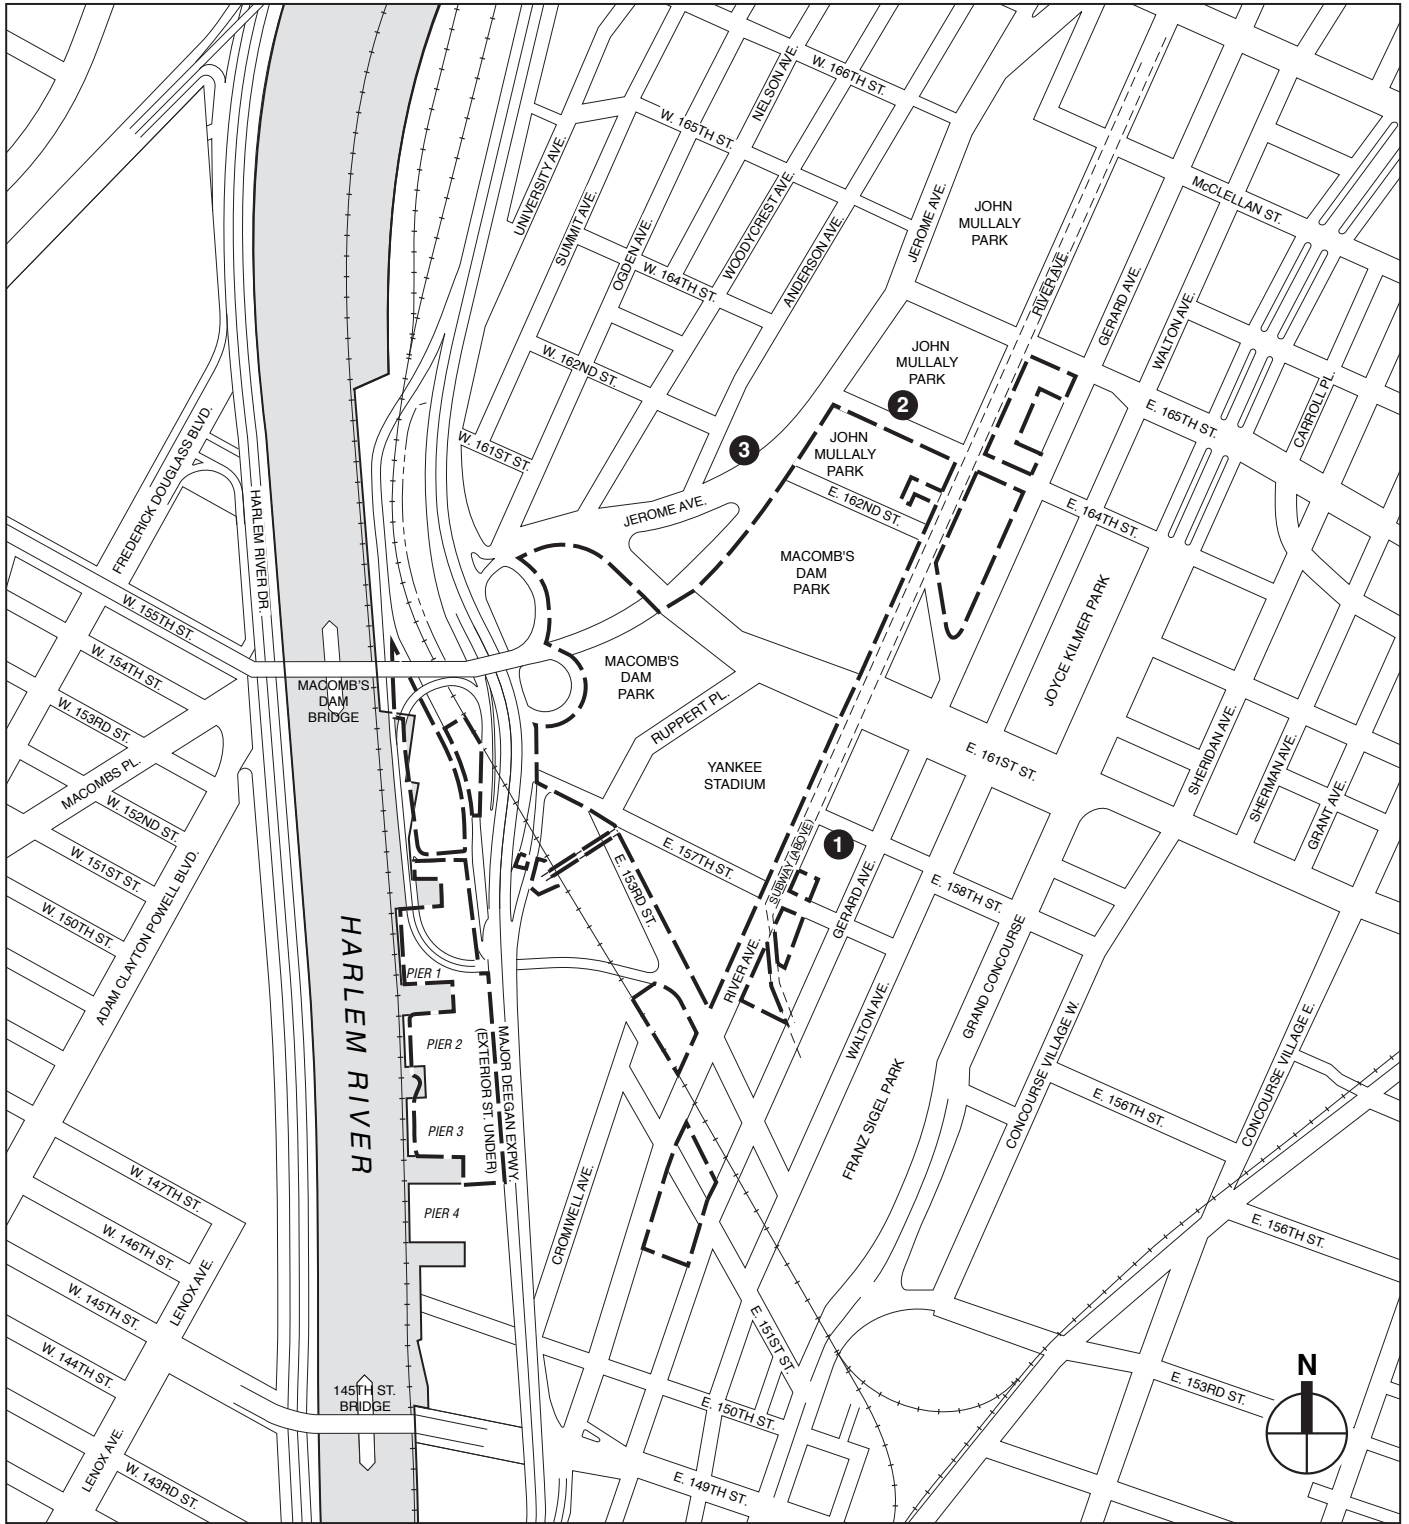 W. 166TH ST.
NELSON AVE.
W. 165TH ST.
UNIVERSITY AVE.
SUMMIT AVE.
OGDEN AVE.
WOODYCREST AVE.
ANDERSON AVE.
JEROME AVE.
JOHN
MULLALY
PARK
McCLELLAN ST.
RIVER AVE.
GERARD AVE.
WALTON AVE.
W. 164TH ST.
W. 162ND ST.
JOHN
MULLALY
PARK
2
E. 165TH ST.
CARROLL PL.
FREDERICK DOUGLASS BLVD.
W. 161ST ST.
3
JOHN
MULLALY
PARK
HARLEM RIVER DR.
JEROME AVE.
E. 162ND ST.
E. 164TH ST.
MACOMB'S
DAM
PARK
JOYCE KILMER PARK
W. 155TH ST.
W. 154TH ST.
W. 153RD ST.
MACOMB'S
DAM
BRIDGE
MACOMB'S
DAM
PARK
RUPPERT PL.
YANKEE
STADIUM
E. 161ST ST.
SHERIDAN AVE.
SHERMAN AVE.
GRANT AVE.
MACOMBS PL.
W. 152ND ST.
W. 151ST ST.
W. 150TH ST.
ADAM CLAYTON POWELL BLVD.
SUBWAY (ABOVE)
1
E. 157TH ST.
E. 153RD ST.
GERARD AVE.
E. 158TH ST.
HARLEM RIVER
PIER 1
RIVER AVE.
WALTON AVE.
GRAND CONCOURSE
CONCOURSE VILLAGE W.
CONCOURSE VILLAGE E.
PIER 2
MAJOR DEEGAN EXPWY.
(EXTERIOR ST. UNDER)
PIER 3
FRANZ SIGEL PARK
E. 156TH ST.
W. 147TH ST.
PIER 4
CROMWELL AVE.
E. 156TH ST.
W. 146TH ST.
LENOX AVE.
W. 145TH ST.
W. 144TH ST.
E. 151ST ST.
145TH ST.
BRIDGE
E. 150TH ST.
E. 153RD ST.
N
LENOX AVE.
W. 143RD ST.
E. 149TH ST.